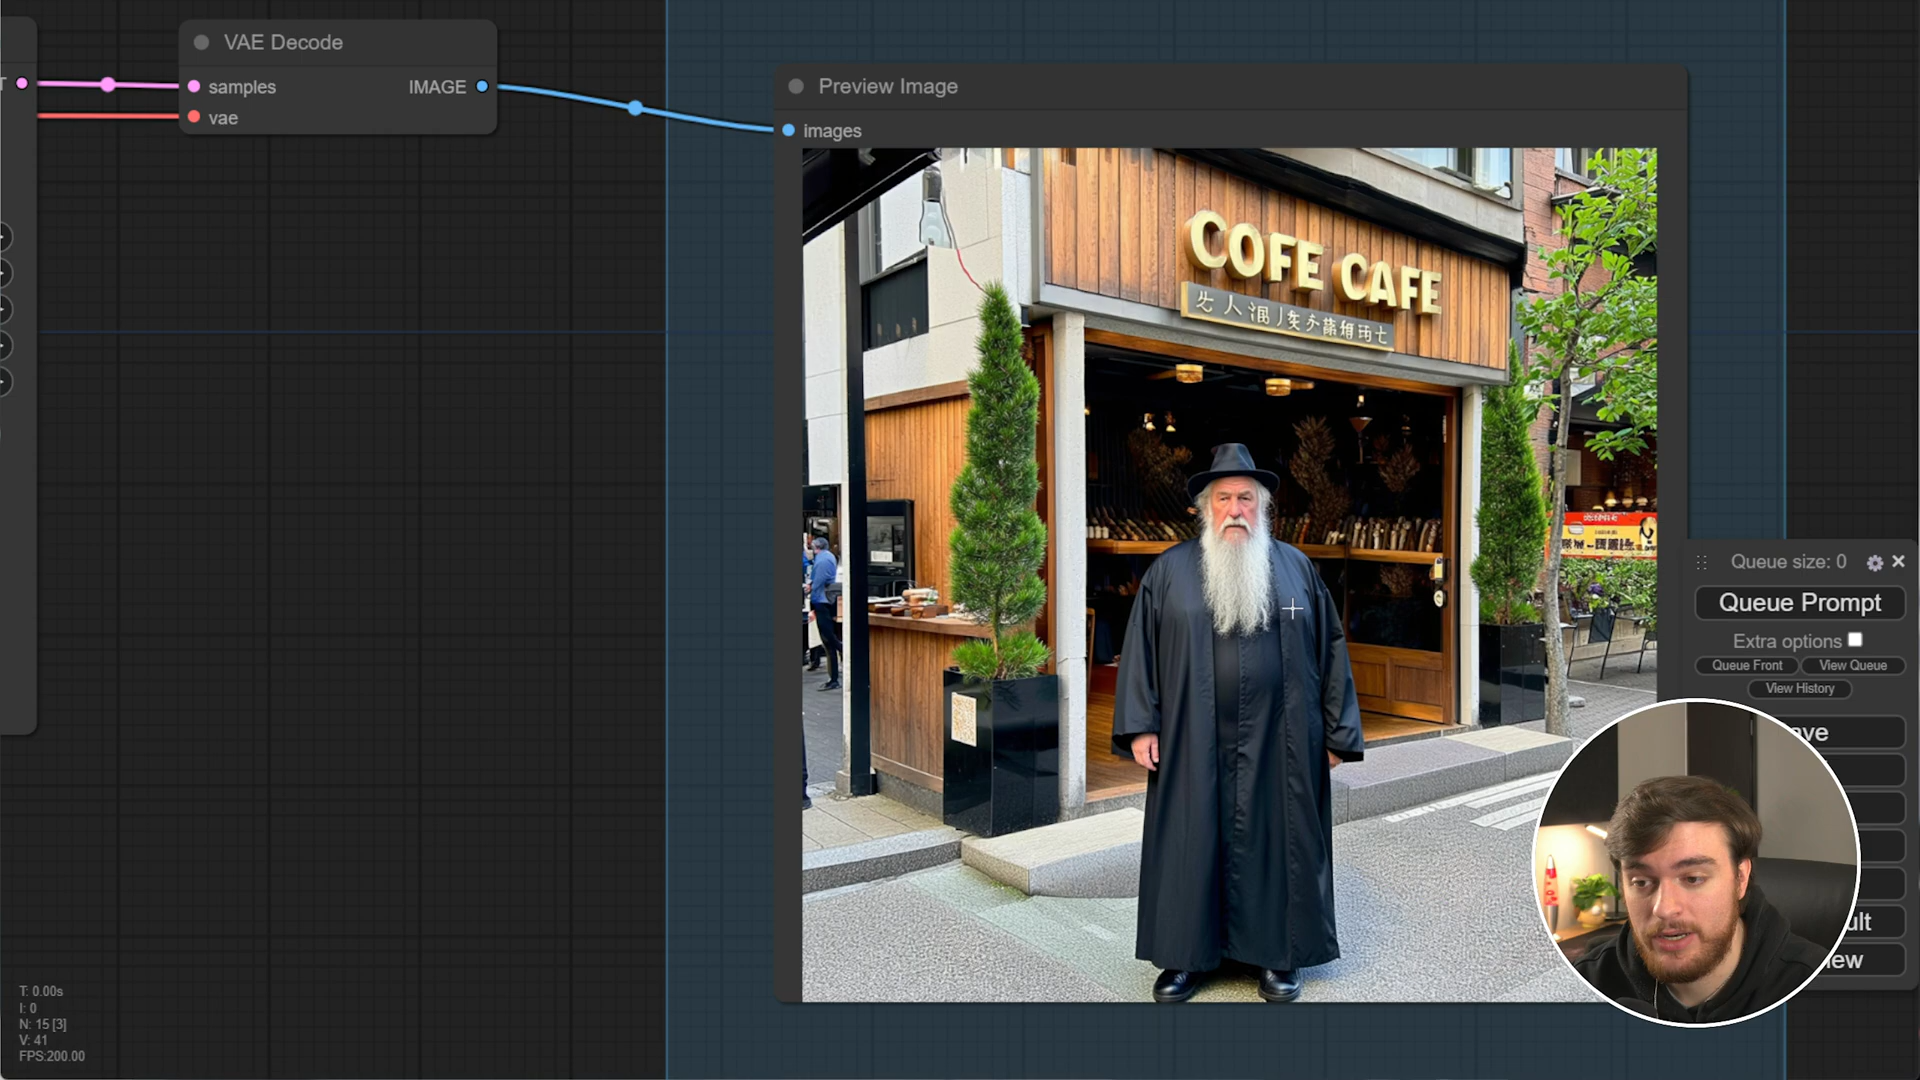 VAE Decode
samples
IMAGE
vae
T
Preview Image
images
COFE CAFE
Queue size: 0
Queue Prompt
Extra options
Queue Front
View Queue
View History
T: 0.00s
I: 0
N: 15 [3]
V: 41
FPS:200.00